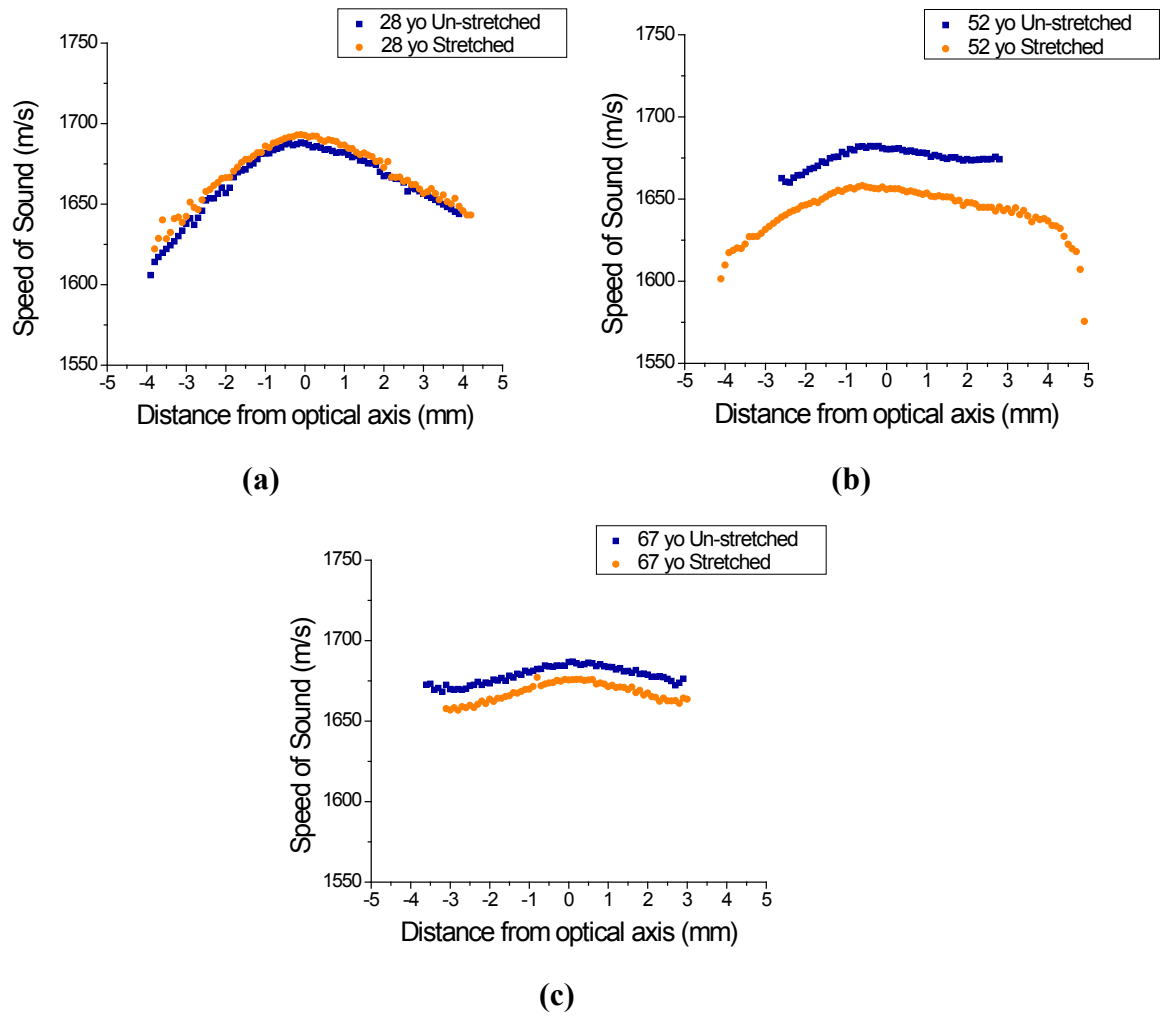 28 yo Un-stretched
28 yo Stretched
1750
1700
1650
1600
1550
Speed of Sound (m/s)
-5 -4 -3 -2 -1 0 1 2 3 4 5
Distance from optical axis (mm)
(a)
52 yo Un-stretched
52 yo Stretched
1750
1700
1650
1600
1550
Speed of Sound (m/s)
-5 -4 -3 -2 -1 0 1 2 3 4 5
Distance from optical axis (mm)
(b)
67 yo Un-stretched
67 yo Stretched
1750
1700
1650
1600
1550
Speed of Sound (m/s)
-5 -4 -3 -2 -1 0 1 2 3 4 5
Distance from optical axis (mm)
(c)